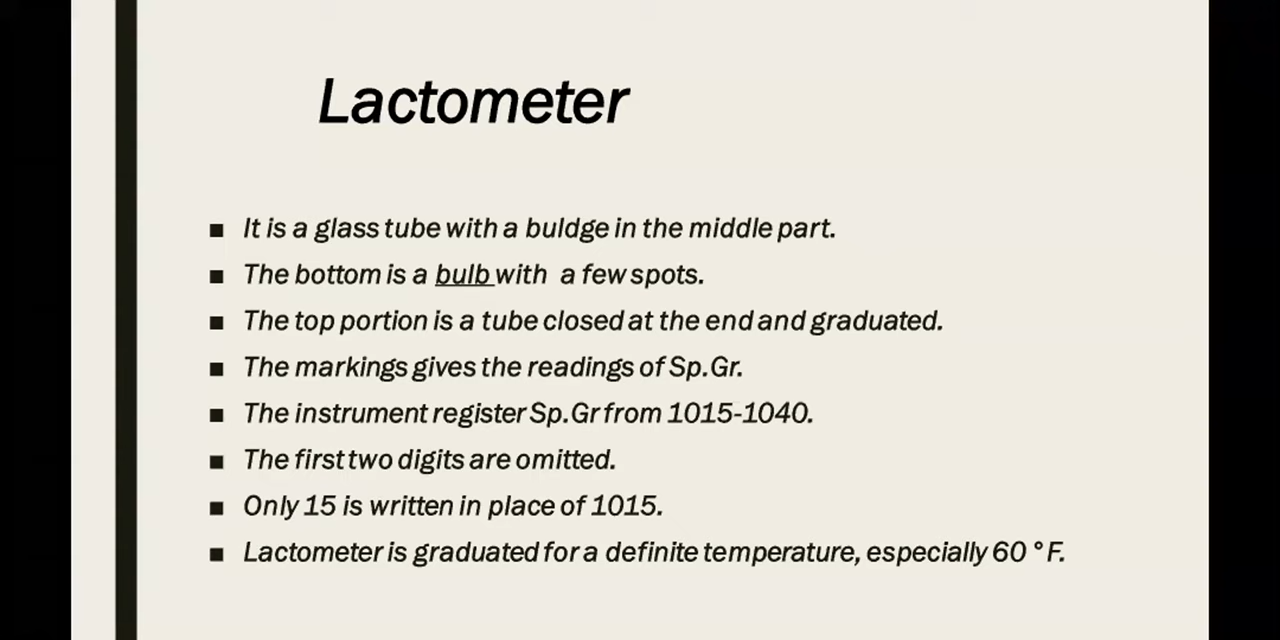 Lactometer
■ It is a glass tube with a buldge in the middle part.
■ The bottom is a bulb with a few spots.
■ The top portion is a tube closed at the end and graduated.
■ The markings gives the readings of Sp.Gr.
■ The instrument register Sp.Gr from 1015-1040.
■ The first two digits are omitted.
■ Only 15 is written in place of 1015.
■ Lactometer is graduated for a definite temperature, especially 60 °F.